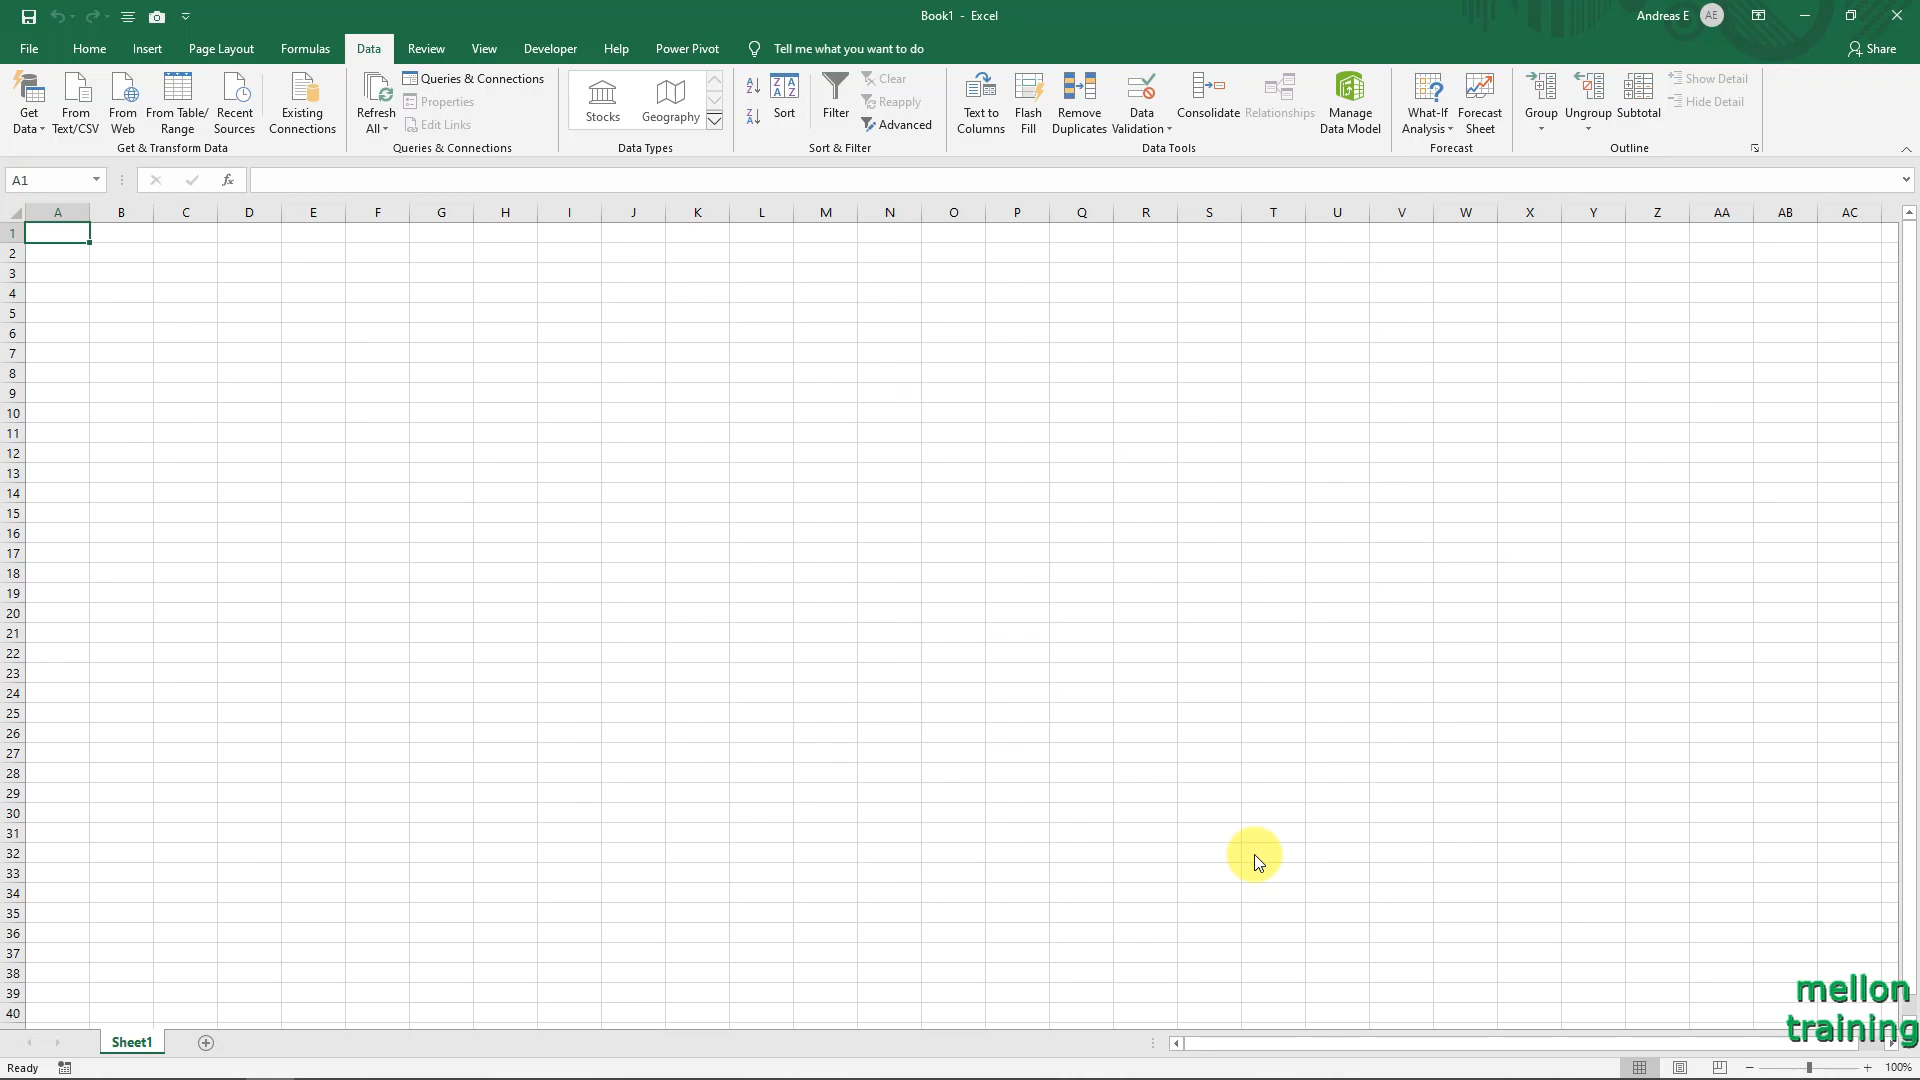 Book1 - Excel
Andreas E
AE
File
Home
Insert
Page Layout
Formulas
Data
Review
View
Developer
Help
Power Pivot
Tell me what you want to do
Share
Get
Data
From
Text/CSV
From
Web
From Table/
Range
Recent
Sources
Existing
Connections
Get & Transform Data
Refresh
All
Queries & Connections
Properties
Edit Links
Queries & Connections
Stocks
Geography
Data Types
Sort
Filter
Clear
Reapply
Advanced
Sort & Filter
Text to
Columns
Flash
Fill
Remove
Duplicates
Data
Validation
Consolidate
Relationships
Manage
Data Model
Data Tools
What-If
Analysis
Forecast
Sheet
Forecast
Group
Ungroup
Subtotal
Show Detail
Hide Detail
Outline
A1
fx
A B C D E F G H I J K L M N O P Q R S T U V W X Y Z AA AB AC
1
2
3
4
5
6
7
8
9
10
11
12
13
14
15
16
17
18
19
20
21
22
23
24
25
26
27
28
29
30
31
32
33
34
35
36
37
38
39
40
mellon
training
Sheet1
Ready
100%